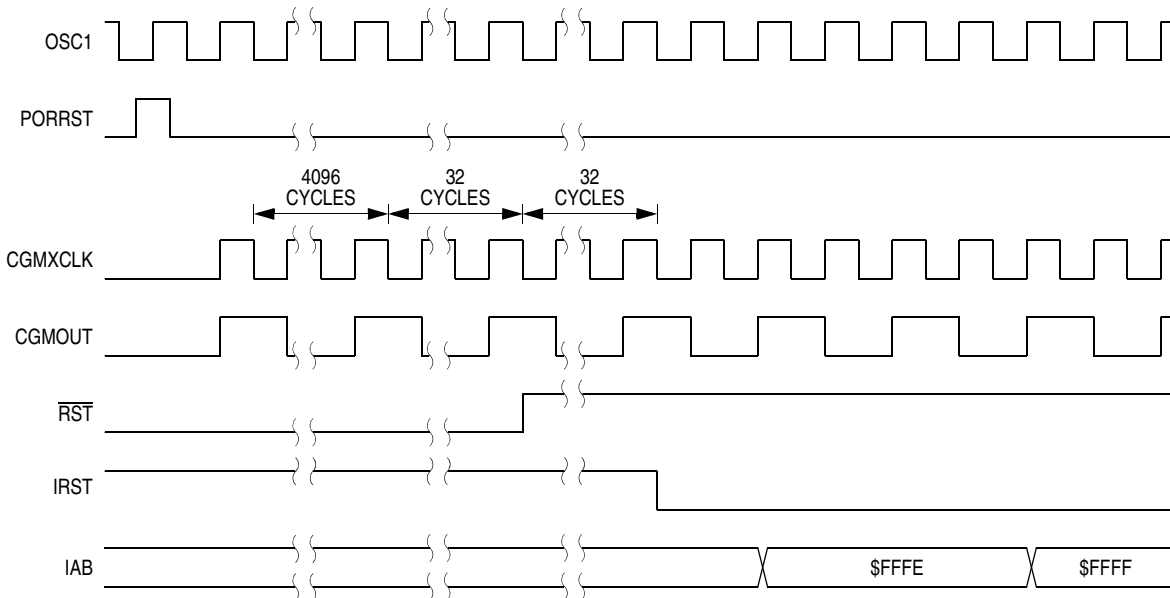 OSC1
PORRST
4096
CYCLES
32
CYCLES
32
CYCLES
CGMXCLK
CGMOUT
RST
IRST
IAB
$FFFE
$FFFF